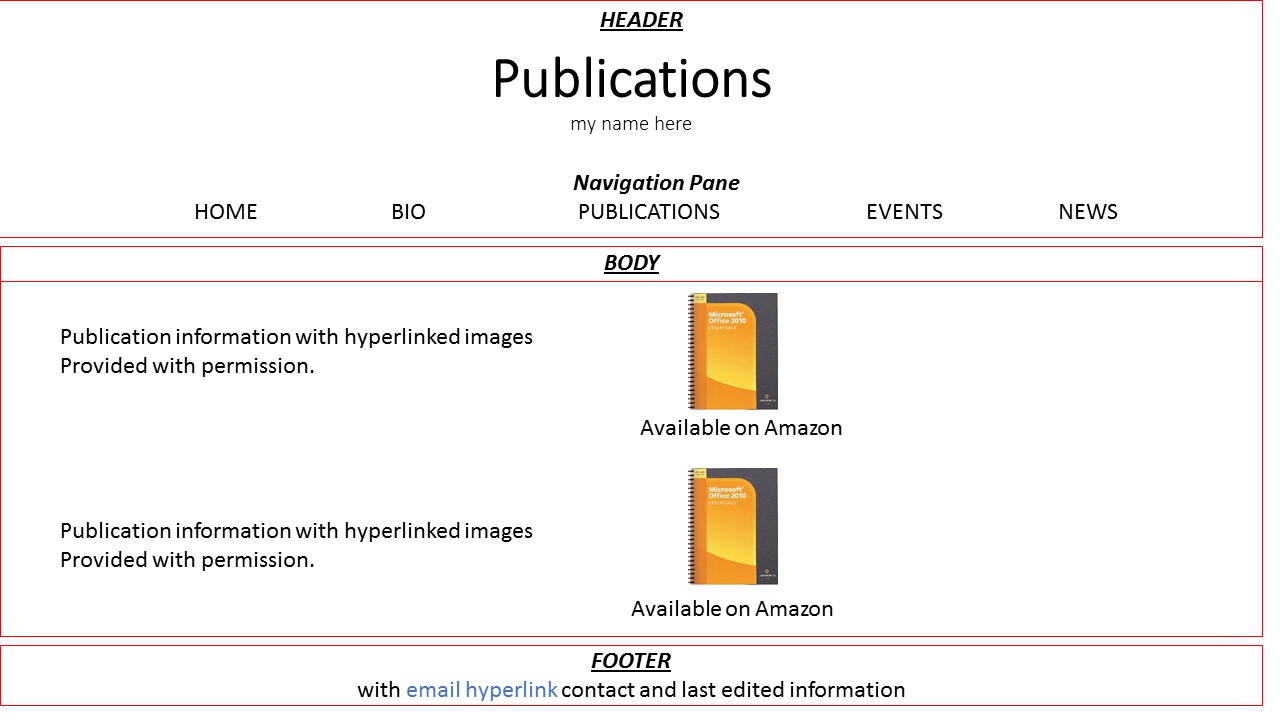 HEADER
Publications
my name here
Navigation Pane
HOME BIO PUBLICATIONS EVENTS NEWS
BODY
Publication information with hyperlinked images
Provided with permission.
Microsoft®
Office 2010
ESSENTIALS
Available on Amazon
Publication information with hyperlinked images
Provided with permission.
Microsoft®
Office 2010
ESSENTIALS
Available on Amazon
FOOTER
with email hyperlink contact and last edited information